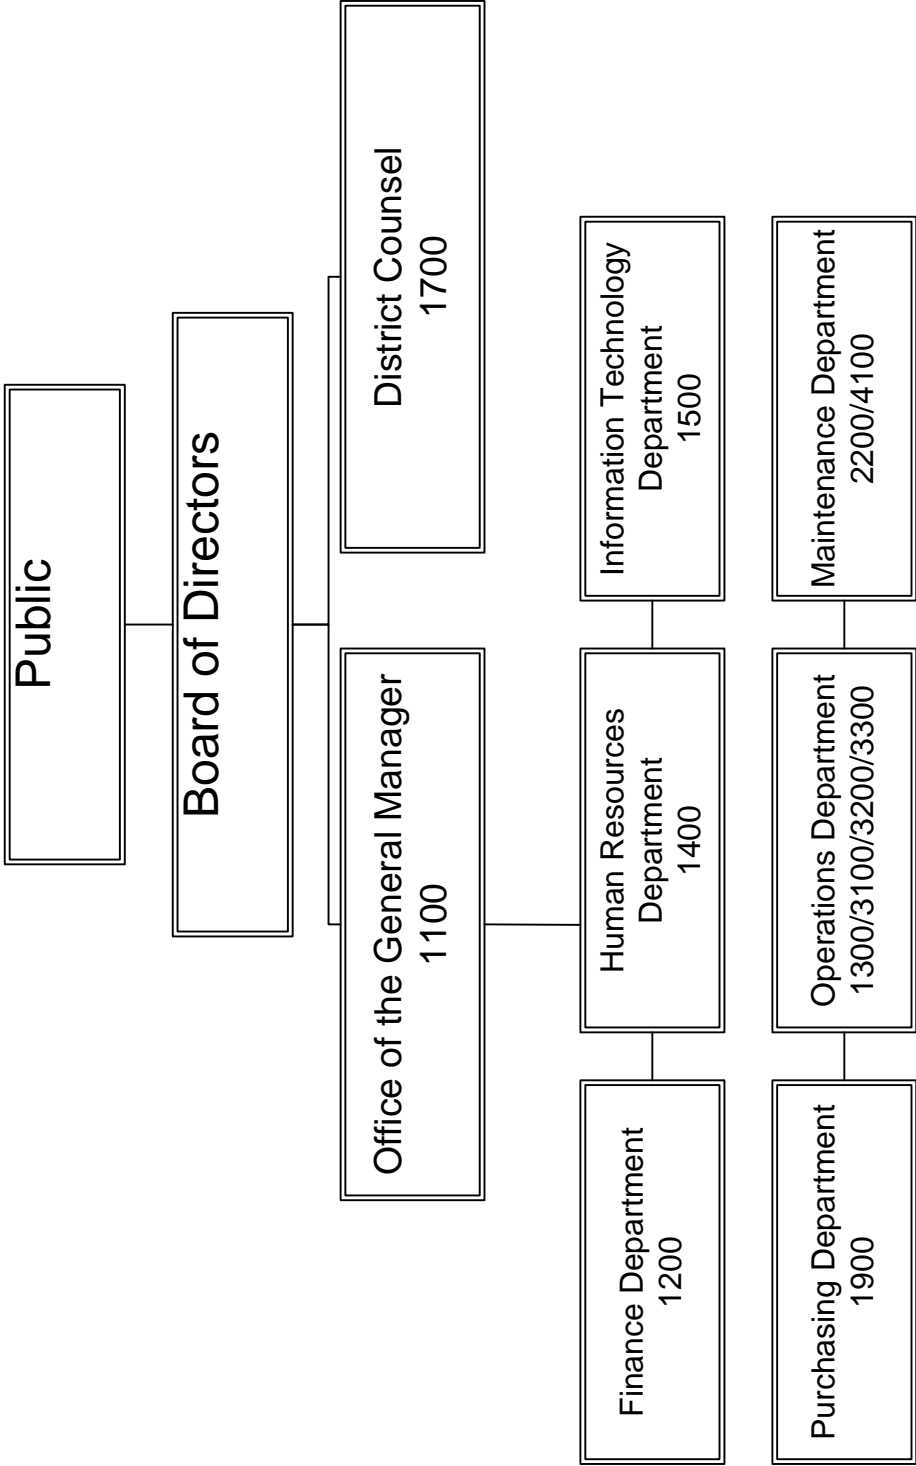 Public
Board of Directors
Office of the General Manager
1100
District Counsel
1700
Finance Department
1200
Human Resources
Department
1400
Information Technology
Department
1500
Purchasing Department
1900
Operations Department
1300/3100/3200/3300
Maintenance Department
2200/4100